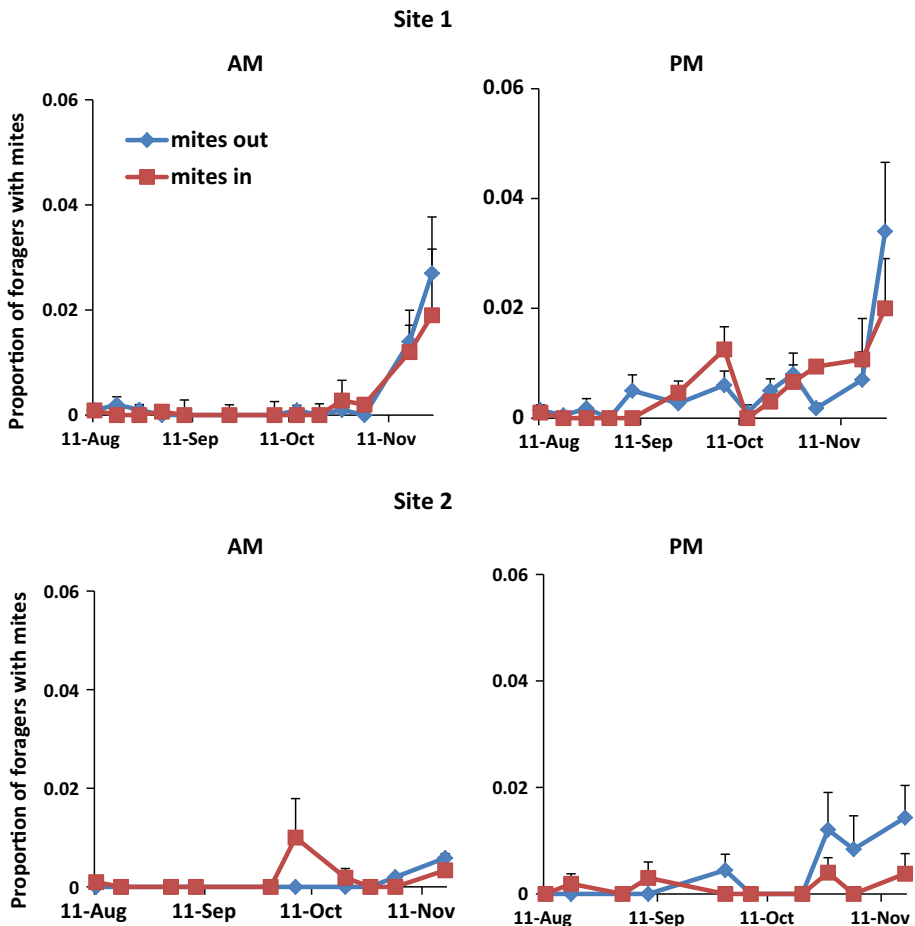 Site 1
AM
PM
Proportion of foragers with mites
0.06
0.04
0.02
0
mites out
mites in
11-Aug 11-Sep 11-Oct 11-Nov
0.06
0.04
0.02
0
11-Aug 11-Sep 11-Oct 11-Nov
Site 2
AM
PM
Proportion of foragers with mites
0.06
0.04
0.02
0
11-Aug 11-Sep 11-Oct 11-Nov
0.06
0.04
0.02
0
11-Aug 11-Sep 11-Oct 11-Nov